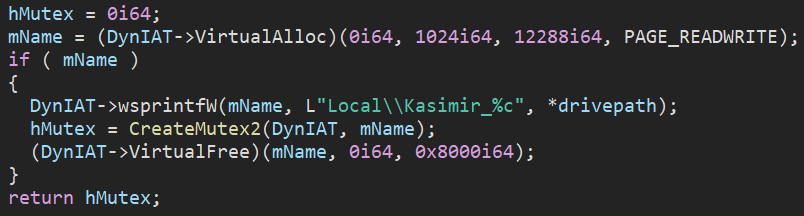 hMutex = 0i64;
mName = (DynIAT->VirtualAlloc)(0i64, 1024i64, 12288i64, PAGE_READWRITE);
if ( mName )
{
  DynIAT->wsprintfW(mName, L"Local\\Kasimir_%c", *drivepath);
  hMutex = CreateMutex2(DynIAT, mName);
  (DynIAT->VirtualFree)(mName, 0i64, 0x8000i64);
}
return hMutex;